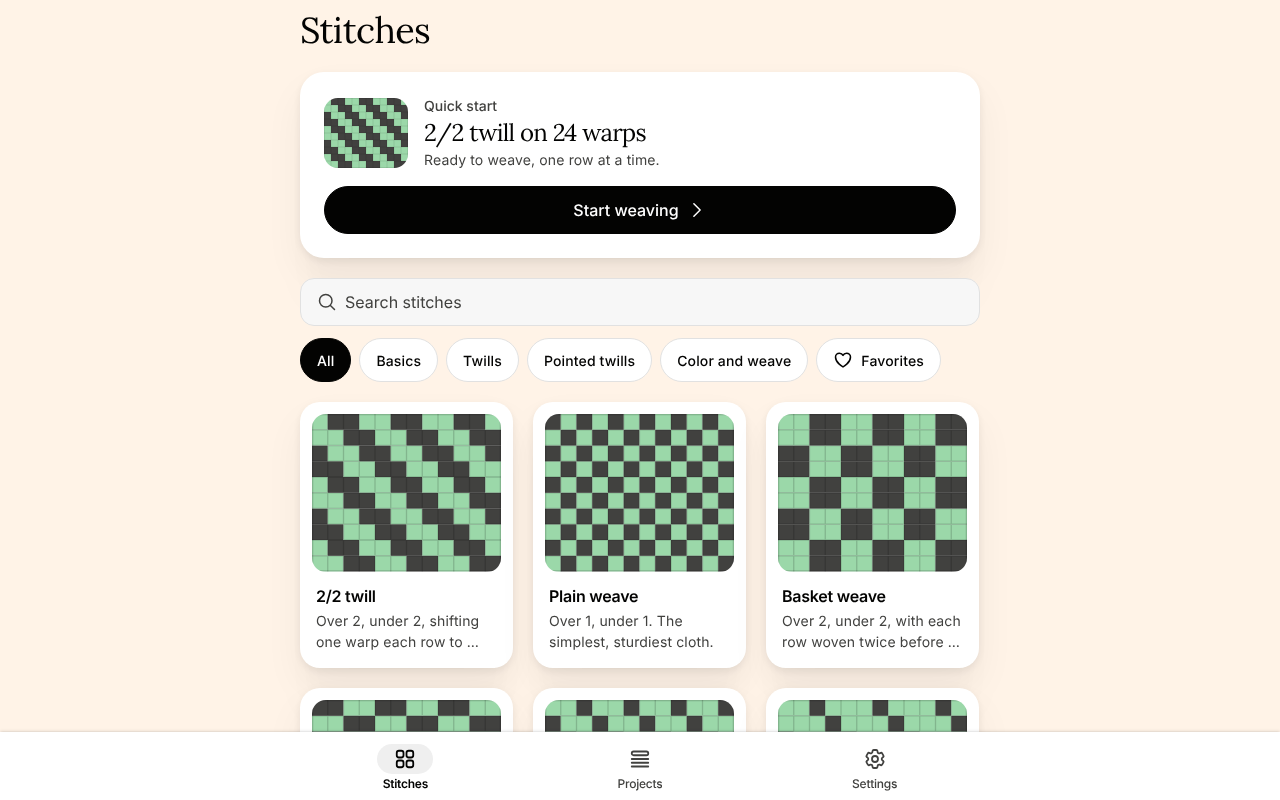 Stitches
Quick start
2/2 twill on 24 warps
Ready to weave, one row at a time.
Start weaving
Search stitches
All
Basics
Twills
Pointed twills
Color and weave
Favorites
2/2 twill
Over 2, under 2, shifting
one warp each row to ...
Plain weave
Over 1, under 1. The
simplest, sturdiest cloth.
Basket weave
Over 2, under 2, with each
row woven twice before ...
Stitches
Projects
Settings